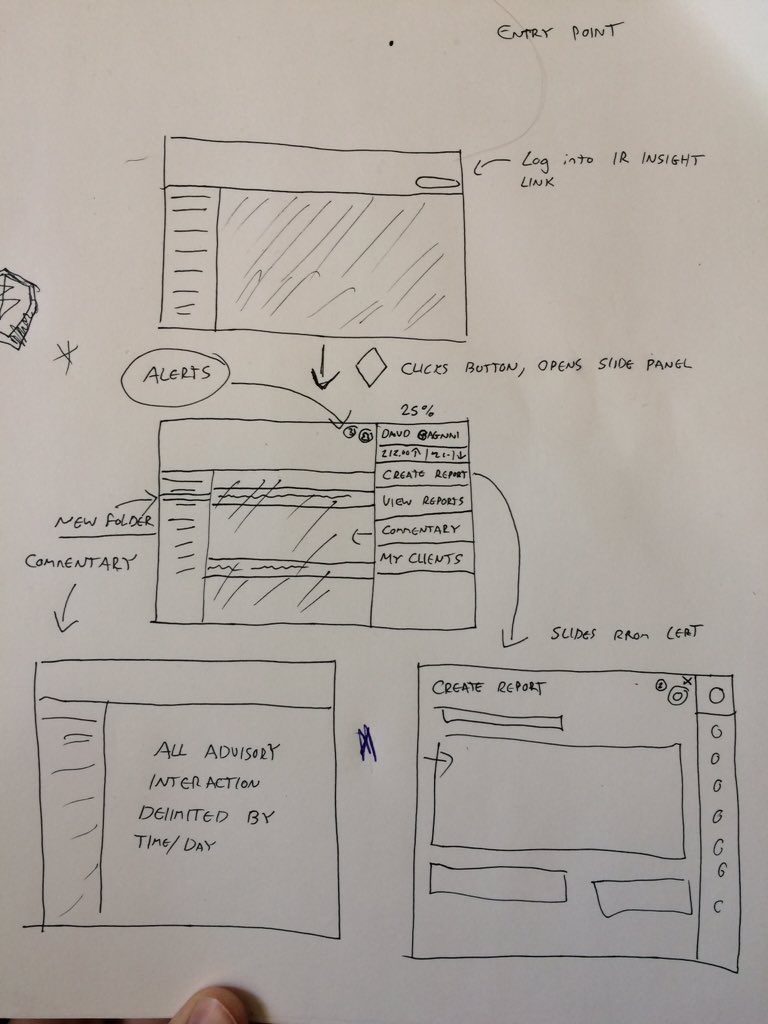 ENTRY POINT
Log into IR INSIGHT
LINK
ALERTS
CLICKS BUTTON, OPENS SLIDE PANEL
25%
DAVID
212.00↑
CREATE REPORT
VIEW REPORTS
COMMENTARY
MY CLIENTS
NEW FOLDER
COMMENTARY
SLIDES FROM LEFT
CREATE REPORT
X
ALL ADVISORY
INTERACTION
DELIMITED BY
TIME/DAY